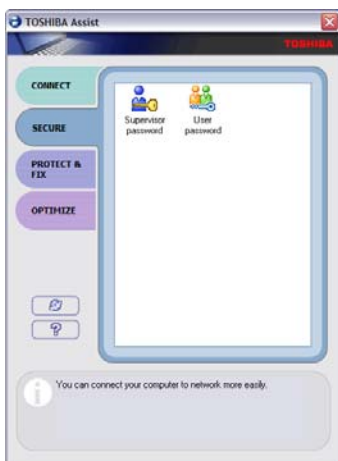 TOSHIBA Assist
TOSHIBA
CONNECT
SECURE
PROTECT &
FIX
OPTIMIZE
Supervisor
password
User
password
?
i
You can connect your computer to network more easily.